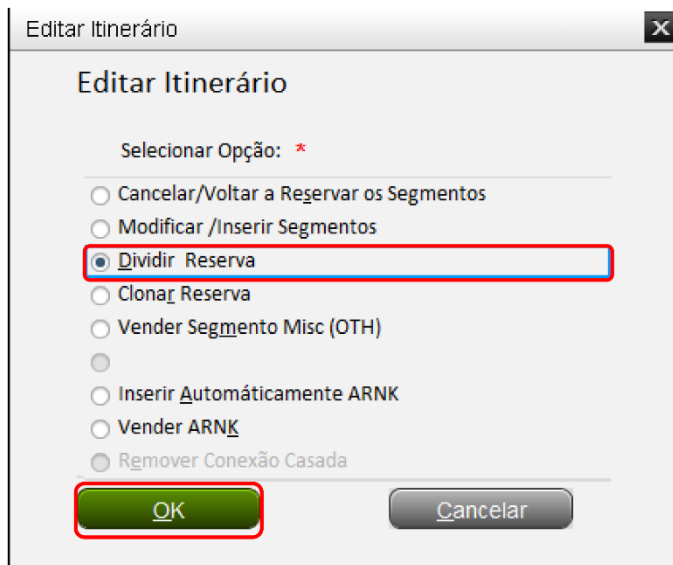 Editar Itinerário
X
Editar Itinerário
Selecionar Opção: *
Cancelar/Voltar a Reservar os Segmentos
Modificar /Inserir Segmentos
Dividir Reserva
Clonar Reserva
Vender Segmento Misc (OTH)
Inserir Automáticamente ARNK
Vender ARNK
Remover Conexão Casada
OK Cancelar